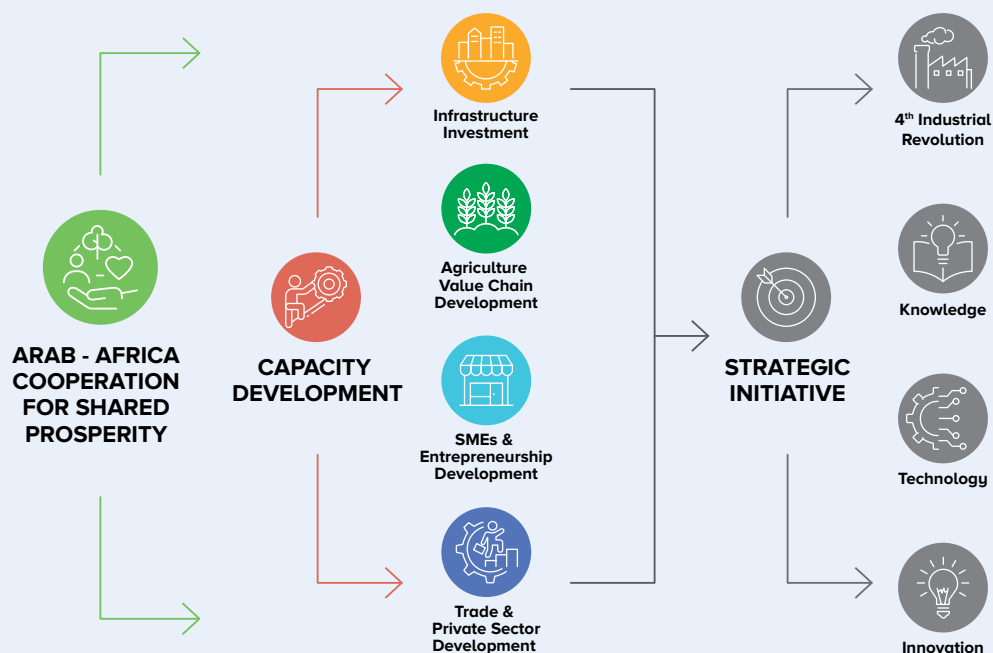 ARAB - AFRICA
COOPERATION
FOR SHARED
PROSPERITY
CAPACITY
DEVELOPMENT
Infrastructure
Investment
Agriculture
Value Chain
Development
SMEs &
Entrepreneurship
Development
Trade &
Private Sector
Development
STRATEGIC
INITIATIVE
4th Industrial
Revolution
Knowledge
Technology
Innovation